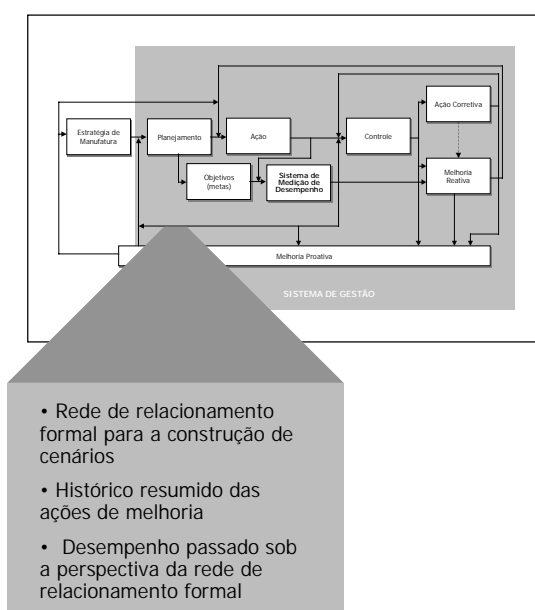 Ação Corretiva
Estratégia de
Manufatura
Planejamento
Ação
Controle
Objetivos
(metas)
Sistema de
Medição de
Desempenho
Melhoria
Reativa
Melhoria Proativa
SISTEMA DE GESTÃO
• Rede de relacionamento
formal para a construção de
cenários
• Histórico resumido das
ações de melhoria
• Desempenho passado sob
a perspectiva da rede de
relacionamento formal